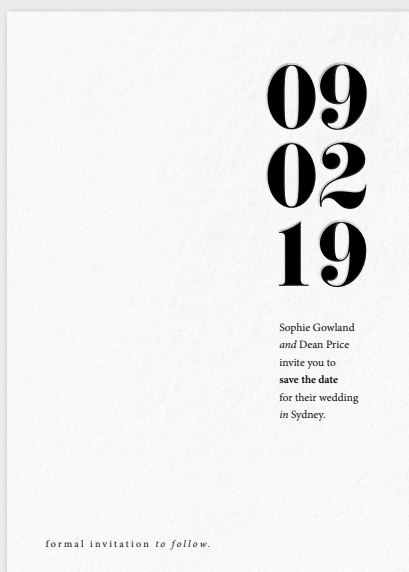 09
02
19
Sophie Gowland
and Dean Price
invite you to
save the date
for their wedding
in Sydney.
formal invitation to follow.